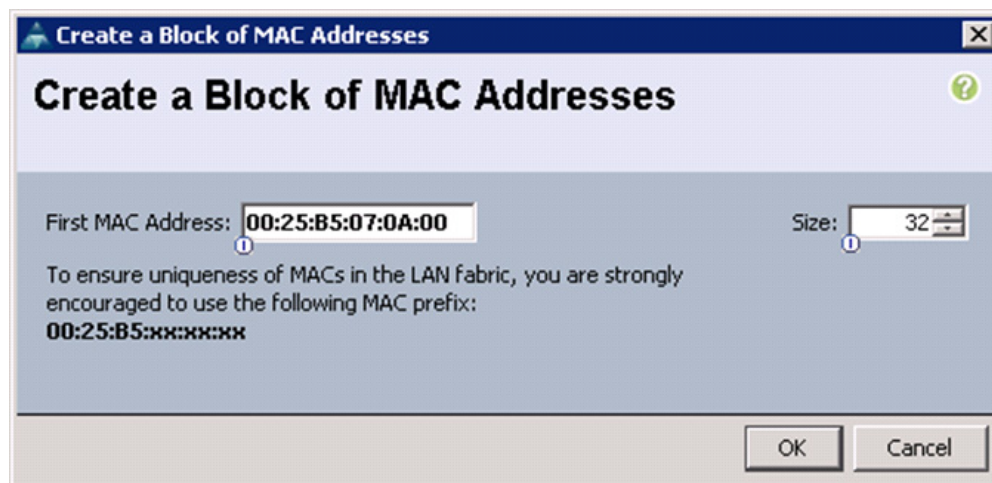 Create a Block of MAC Addresses
Create a Block of MAC Addresses
First MAC Address: 00:25:B5:07:0A:00 Size: 32
To ensure uniqueness of MACs in the LAN fabric, you are strongly
encouraged to use the following MAC prefix:
00:25:B5:xx:xx:xx
OK Cancel